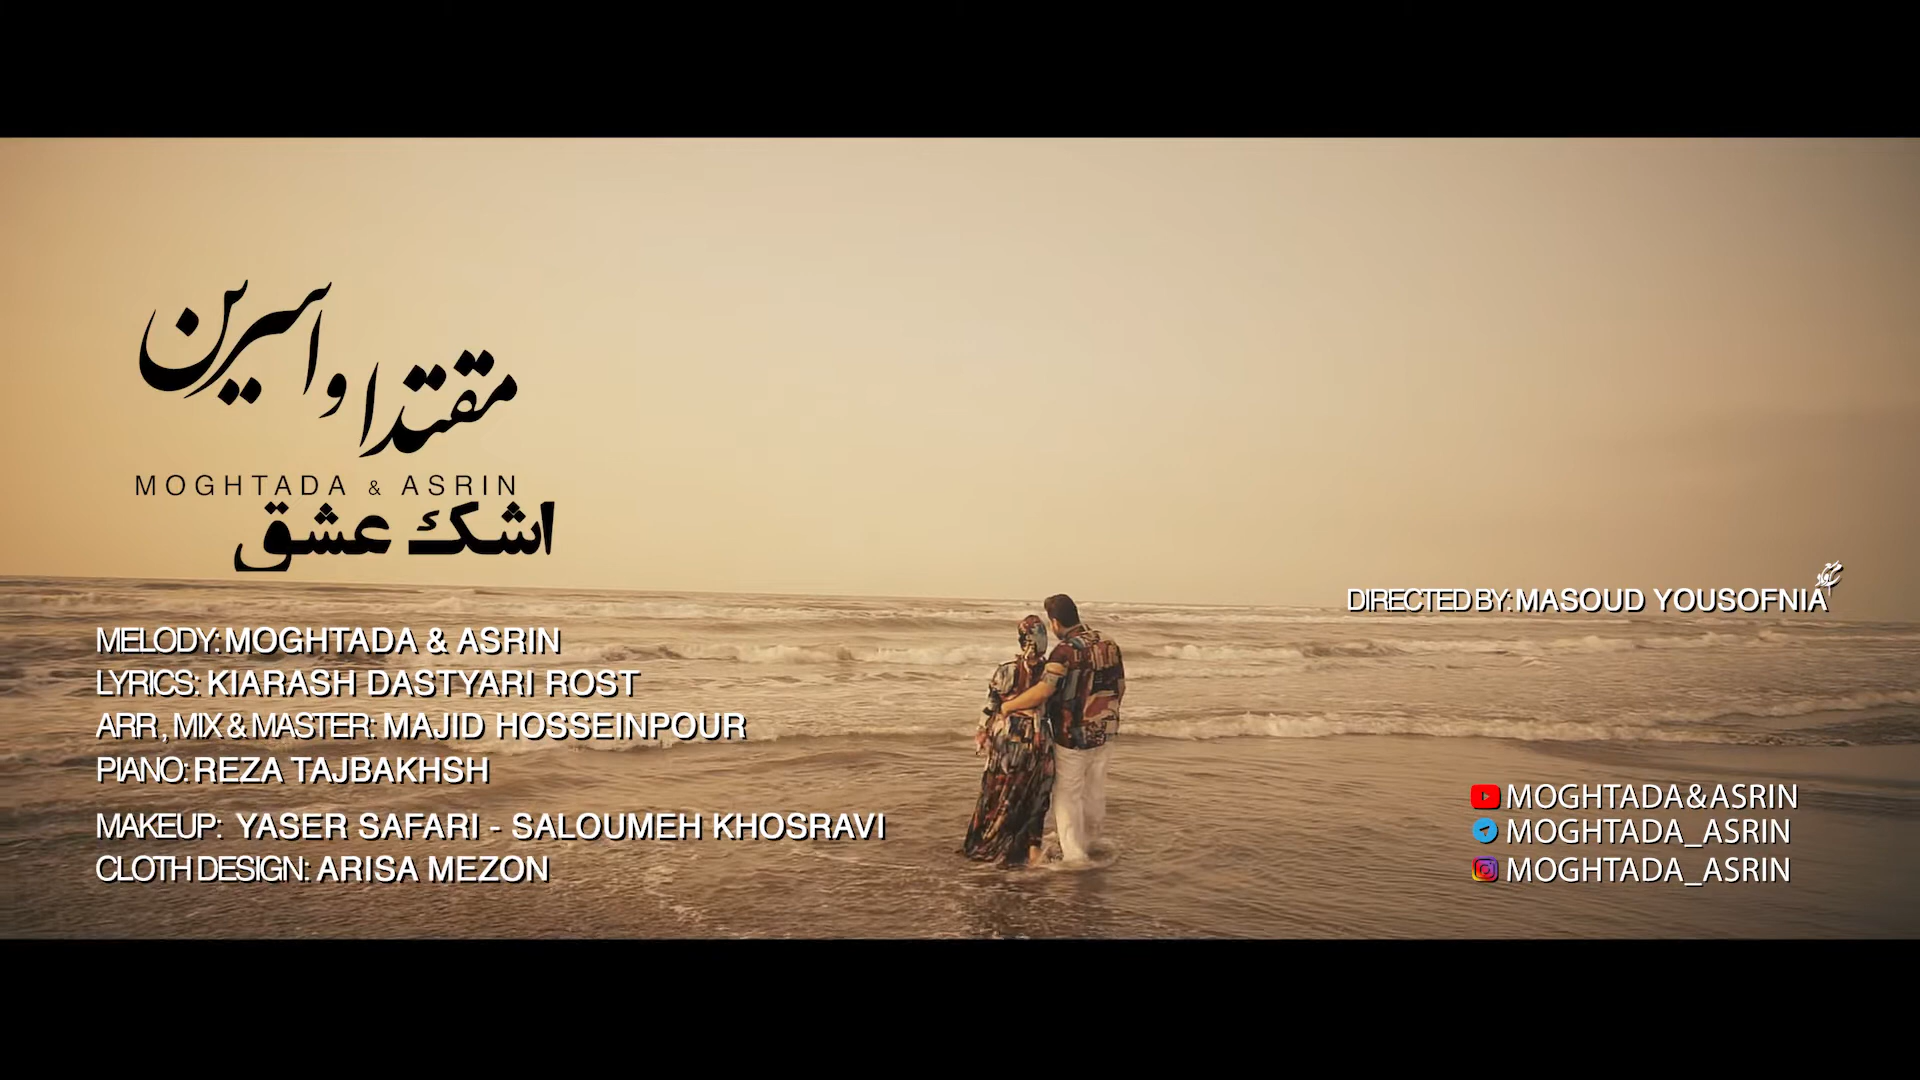 مقتدا و اسرین
MOGHTADA & ASRIN
اشک عشق
MELODY: MOGHTADA & ASRIN
LYRICS: KIARASH DASTYARI ROST
ARR , MIX & MASTER: MAJID HOSSEINPOUR
PIANO: REZA TAJBAKHSH
MAKEUP: YASER SAFARI - SALOUMEH KHOSRAVI
CLOTH DESIGN: ARISA MEZON
DIRECTED BY: MASOUD YOUSOFNIA
MOGHTADA&ASRIN
MOGHTADA_ASRIN
MOGHTADA_ASRIN